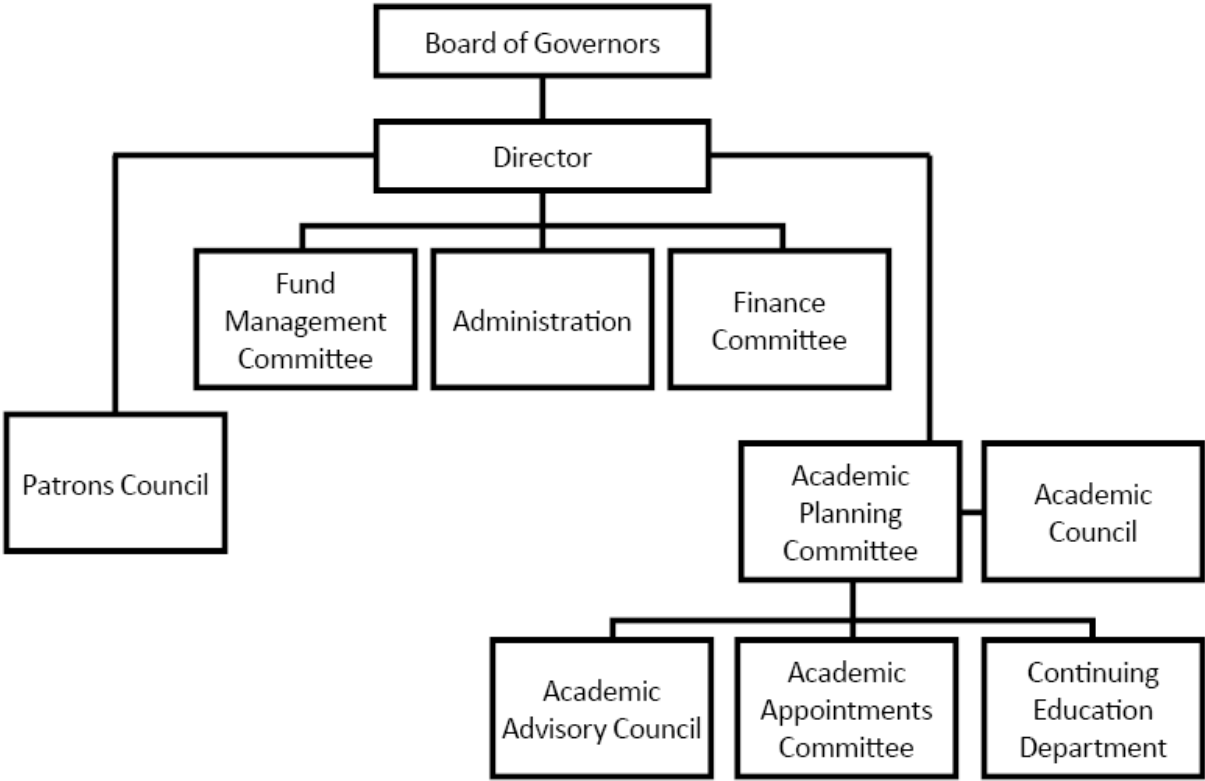 Board of Governors
Director
Fund
Management
Committee
Administration
Finance
Committee
Patrons Council
Academic
Planning
Committee
Academic
Council
Academic
Advisory Council
Academic
Appointments
Committee
Continuing
Education
Department